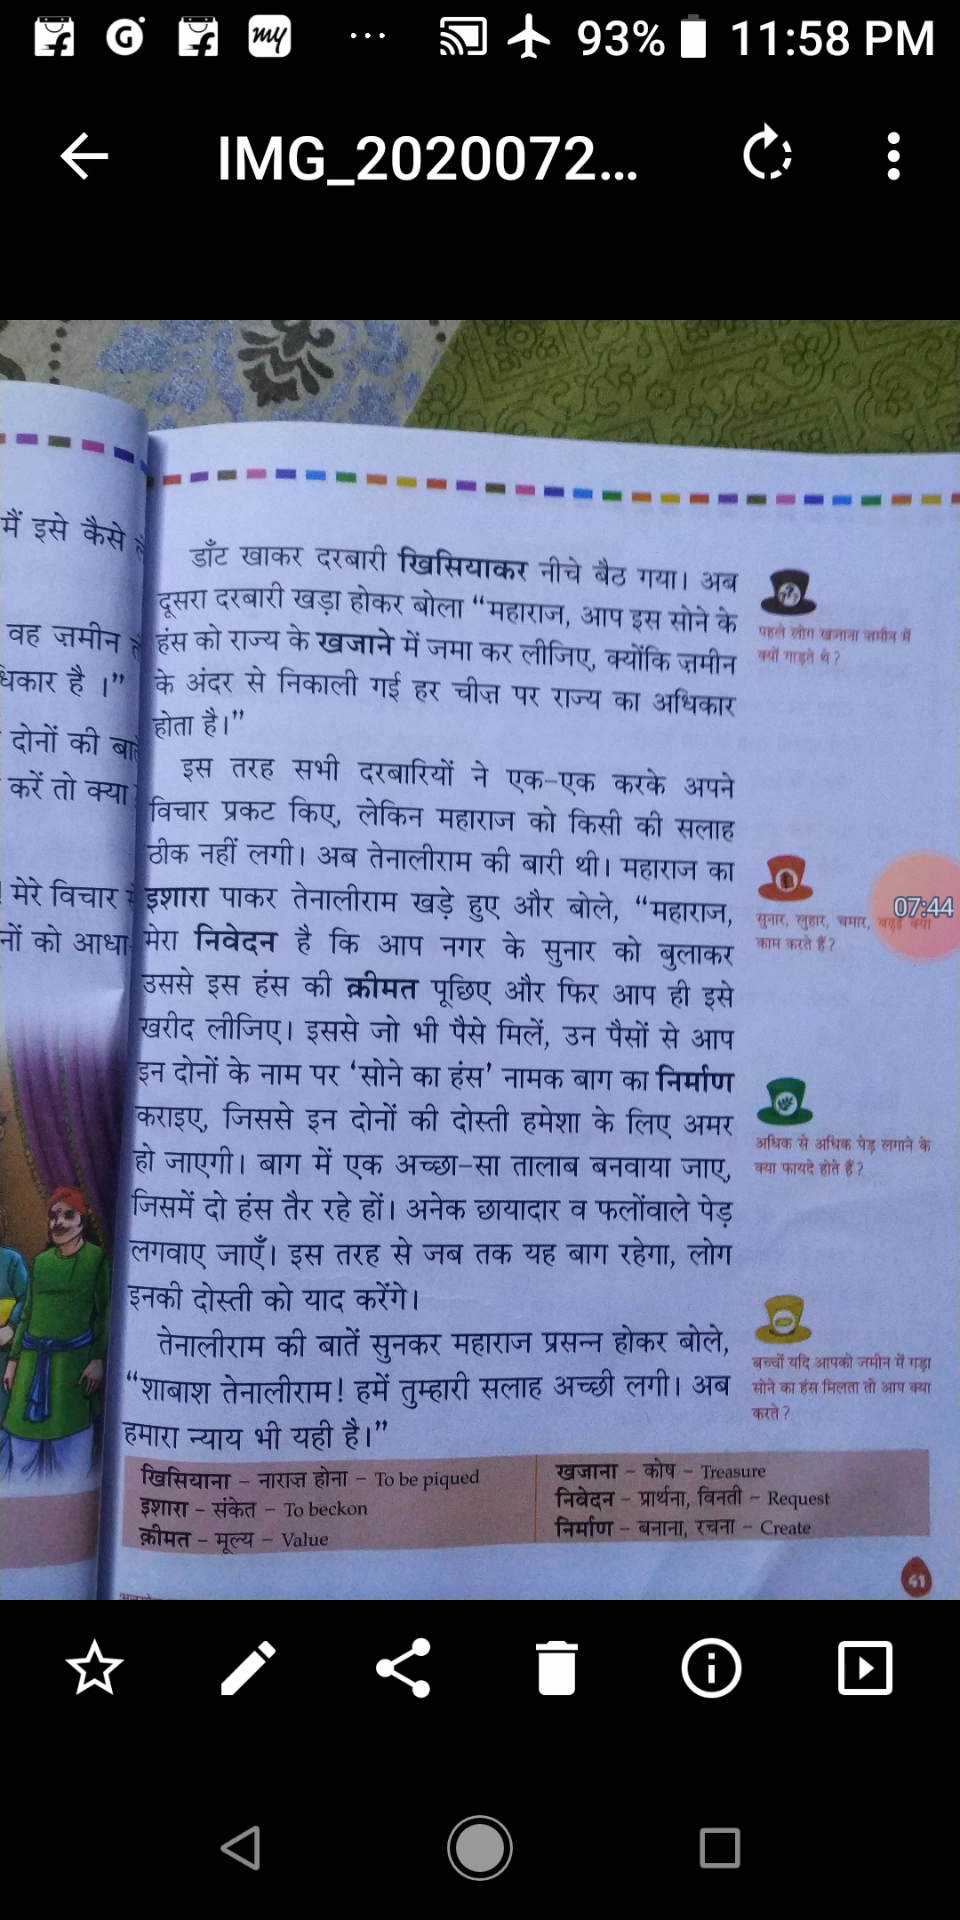 93% 11:58 PM
IMG_2020072...
मैं इसे कैसे
वह ज़मीन
धिकार है ।”
दोनों की बात
करें तो क्या
मेरे विचार से
नों को आधा
डाँट खाकर दरबारी खिसियाकर नीचे बैठ गया। अब
दूसरा दरबारी खड़ा होकर बोला “महाराज, आप इस सोने के
हंस को राज्य के खजाने में जमा कर लीजिए, क्योंकि ज़मीन
के अंदर से निकाली गई हर चीज़ पर राज्य का अधिकार
होता है।”
इस तरह सभी दरबारियों ने एक-एक करके अपने
विचार प्रकट किए, लेकिन महाराज को किसी की सलाह
ठीक नहीं लगी। अब तेनालीराम की बारी थी। महाराज का
इशारा पाकर तेनालीराम खड़े हुए और बोले, “महाराज,
मेरा निवेदन है कि आप नगर के सुनार को बुलाकर
उससे इस हंस की क़ीमत पूछिए और फिर आप ही इसे
खरीद लीजिए। इससे जो भी पैसे मिलें, उन पैसों से आप
इन दोनों के नाम पर ‘सोने का हंस’ नामक बाग का निर्माण
कराइए, जिससे इन दोनों की दोस्ती हमेशा के लिए अमर
हो जाएगी। बाग में एक अच्छा-सा तालाब बनवाया जाए,
जिसमें दो हंस तैर रहे हों। अनेक छायादार व फलोंवाले पेड़
लगवाए जाएँ। इस तरह से जब तक यह बाग रहेगा, लोग
इनकी दोस्ती को याद करेंगे।
तेनालीराम की बातें सुनकर महाराज प्रसन्न होकर बोले,
“शाबाश तेनालीराम! हमें तुम्हारी सलाह अच्छी लगी। अब
हमारा न्याय भी यही है।”
पहले लोग खजाना ज़मीन में
क्यों गाड़ते थे?
07:44
सुनार, लुहार, चमार, बढ़ई क्या
काम करते हैं?
अधिक से अधिक पेड़ लगाने के
क्या फायदे होते हैं?
बच्चों यदि आपको जमीन में गड़ा
सोने का हंस मिलता तो आप क्या
करते?
खिसियाना – नाराज़ होना – To be piqued
इशारा – संकेत – To beckon
क़ीमत – मूल्य – Value
खजाना – कोष – Treasure
निवेदन – प्रार्थना, विनती – Request
निर्माण – बनाना, रचना – Create
41